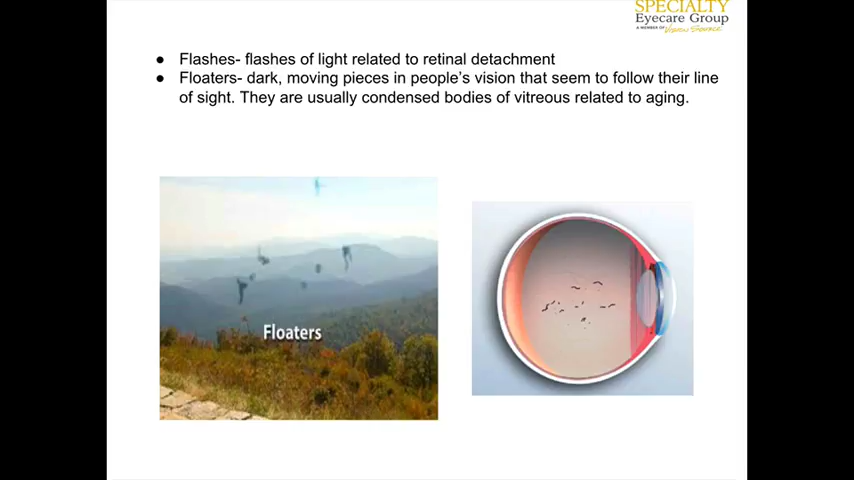 SPECIALTY
Eyecare Group
A MEMBER OF Vision Source
● Flashes- flashes of light related to retinal detachment
● Floaters- dark, moving pieces in people's vision that seem to follow their line
of sight. They are usually condensed bodies of vitreous related to aging.
Floaters